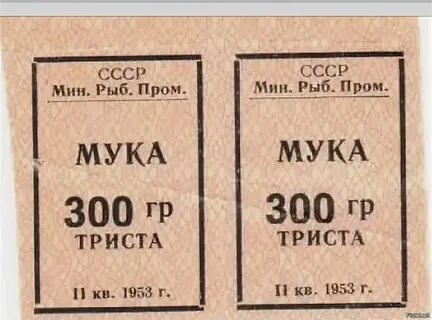 СССР
Мин. Рыб. Пром.
МУКА
300 гр
ТРИСТА
II кв. 1953 г.
СССР
Мин. Рыб. Пром.
МУКА
300 гр
ТРИСТА
II кв. 1953 г.